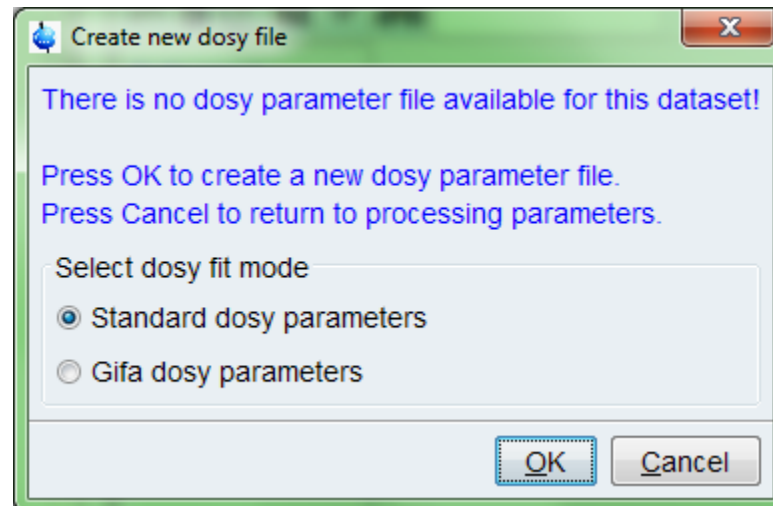 Create new dosy file
There is no dosy parameter file available for this dataset!
Press OK to create a new dosy parameter file.
Press Cancel to return to processing parameters.
Select dosy fit mode
Standard dosy parameters
Gifa dosy parameters
OK Cancel